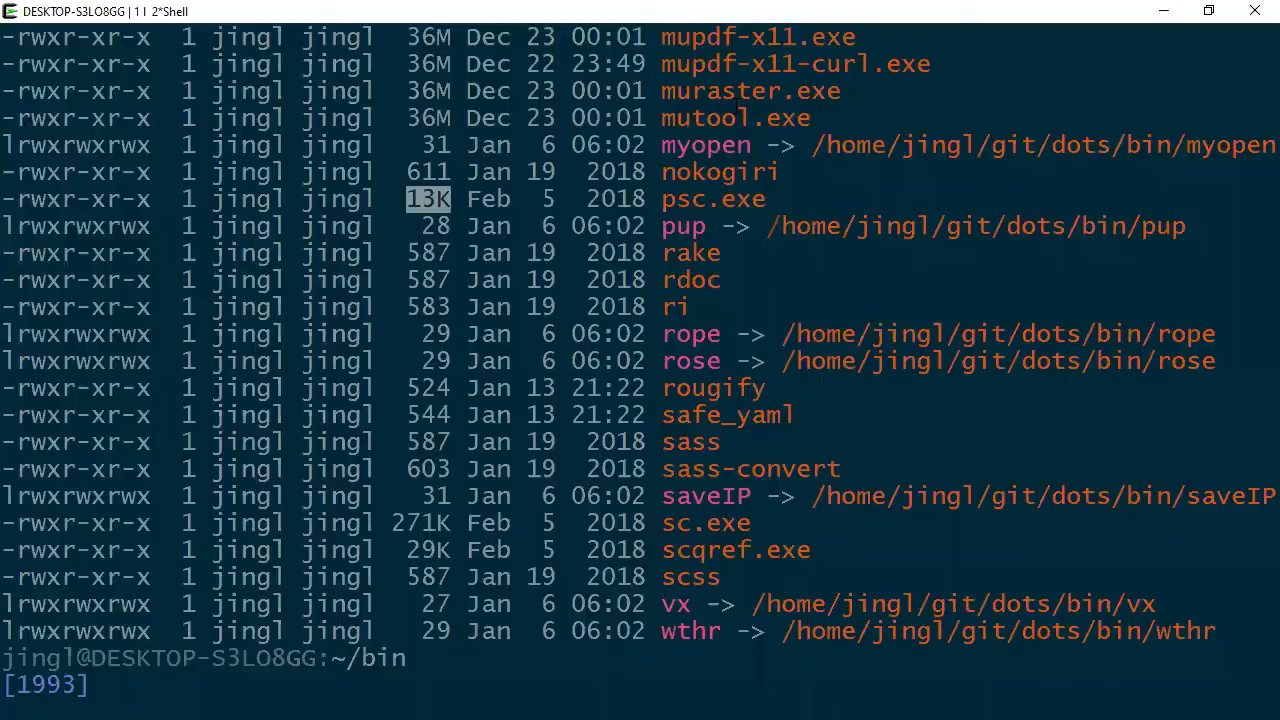 DESKTOP-S3LO8GG | 1 l  2*Shell
-rwxr-xr-x  1 jingl jingl  36M Dec 23 00:01 mupdf-x11.exe
-rwxr-xr-x  1 jingl jingl  36M Dec 22 23:49 mupdf-x11-curl.exe
-rwxr-xr-x  1 jingl jingl  36M Dec 23 00:01 muraster.exe
-rwxr-xr-x  1 jingl jingl  36M Dec 23 00:01 mutool.exe
lrwxrwxrwx  1 jingl jingl   31 Jan  6 06:02 myopen -> /home/jingl/git/dots/bin/myopen
-rwxr-xr-x  1 jingl jingl  611 Jan 19  2018 nokogiri
-rwxr-xr-x  1 jingl jingl  13K Feb  5  2018 psc.exe
lrwxrwxrwx  1 jingl jingl   28 Jan  6 06:02 pup -> /home/jingl/git/dots/bin/pup
-rwxr-xr-x  1 jingl jingl  587 Jan 19  2018 rake
-rwxr-xr-x  1 jingl jingl  587 Jan 19  2018 rdoc
-rwxr-xr-x  1 jingl jingl  583 Jan 19  2018 ri
lrwxrwxrwx  1 jingl jingl   29 Jan  6 06:02 rope -> /home/jingl/git/dots/bin/rope
lrwxrwxrwx  1 jingl jingl   29 Jan  6 06:02 rose -> /home/jingl/git/dots/bin/rose
-rwxr-xr-x  1 jingl jingl  524 Jan 13 21:22 rougify
-rwxr-xr-x  1 jingl jingl  544 Jan 13 21:22 safe_yaml
-rwxr-xr-x  1 jingl jingl  587 Jan 19  2018 sass
-rwxr-xr-x  1 jingl jingl  603 Jan 19  2018 sass-convert
lrwxrwxrwx  1 jingl jingl   31 Jan  6 06:02 saveIP -> /home/jingl/git/dots/bin/saveIP
-rwxr-xr-x  1 jingl jingl 271K Feb  5  2018 sc.exe
-rwxr-xr-x  1 jingl jingl  29K Feb  5  2018 scqref.exe
-rwxr-xr-x  1 jingl jingl  587 Jan 19  2018 scss
lrwxrwxrwx  1 jingl jingl   27 Jan  6 06:02 vx -> /home/jingl/git/dots/bin/vx
lrwxrwxrwx  1 jingl jingl   29 Jan  6 06:02 wthr -> /home/jingl/git/dots/bin/wthr
jingl@DESKTOP-S3LO8GG:~/bin
[1993]